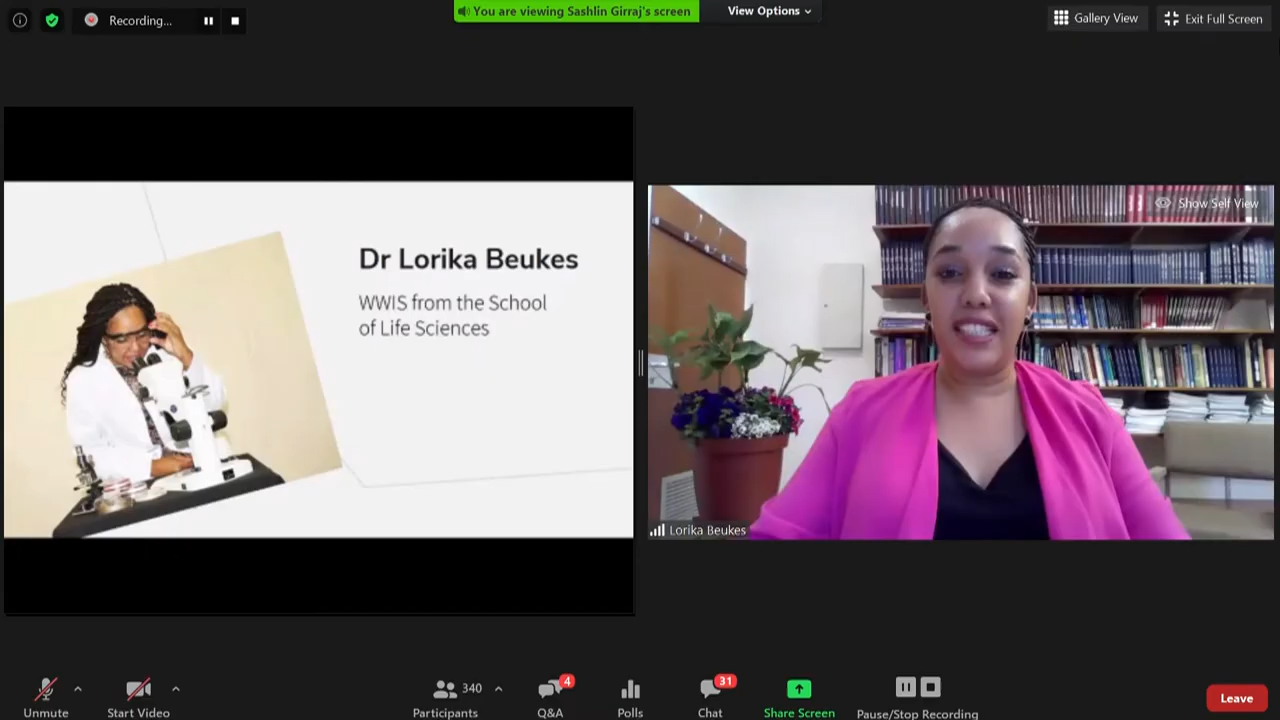 Recording...
You are viewing Sashlin Girraj's screen
View Options
Gallery View
Exit Full Screen
Dr Lorika Beukes
WWIS from the School
of Life Sciences
Show Self View
Lorika Beukes
Unmute
Start Video
Participants
340
Q&A
4
Polls
Chat
31
Share Screen
Pause/Stop Recording
Leave